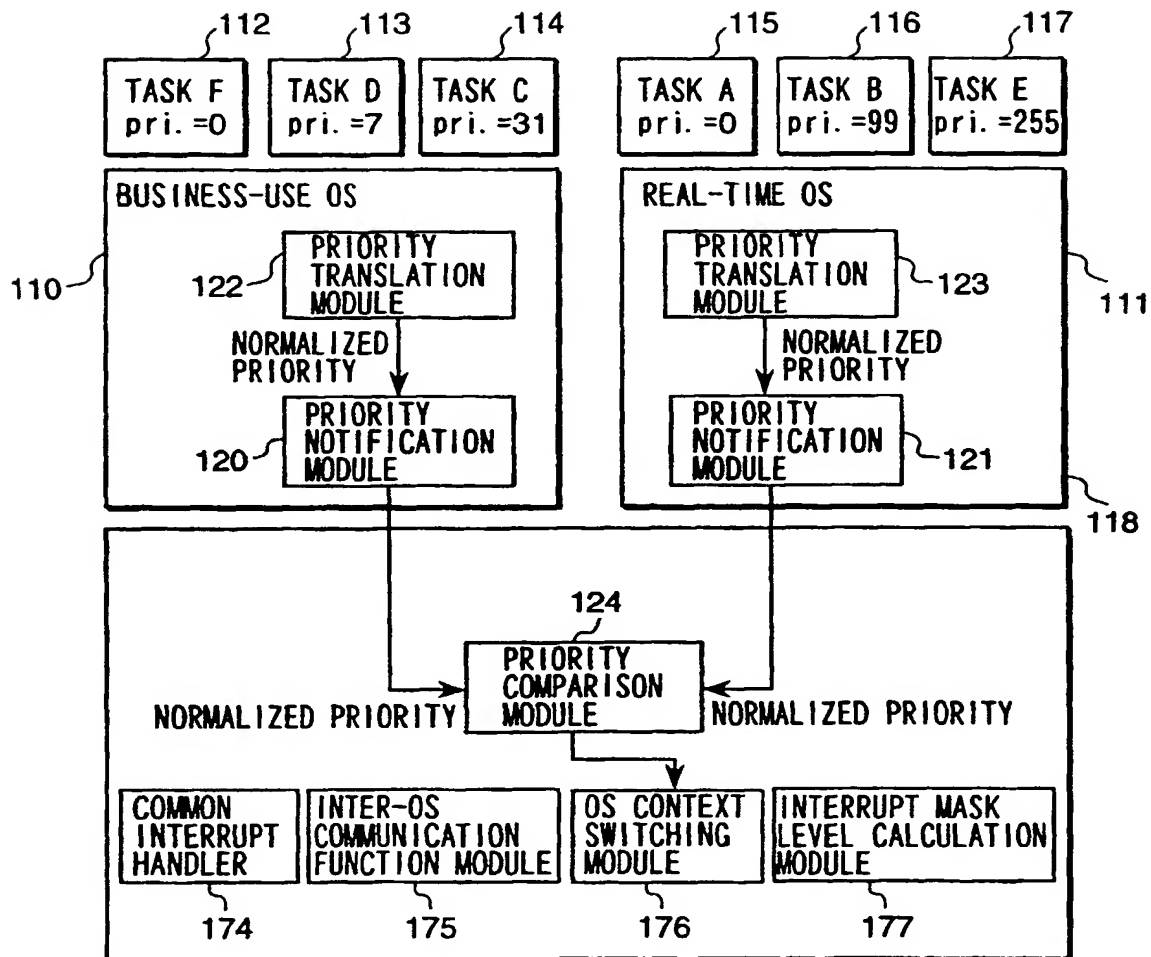 112
113
114
115
116
117
TASK F
pri.=0
TASK D
pri.=7
TASK C
pri.=31
TASK A
pri.=0
TASK B
pri.=99
TASK E
pri.=255
BUSINESS-USE OS
PRIORITY
TRANSLATION
MODULE
110
122
NORMALIZED
PRIORITY
PRIORITY
NOTIFICATION
MODULE
120
REAL-TIME OS
PRIORITY
TRANSLATION
MODULE
123
111
NORMALIZED
PRIORITY
PRIORITY
NOTIFICATION
MODULE
121
118
124
PRIORITY
COMPARISON
MODULE
NORMALIZED PRIORITY
NORMALIZED PRIORITY
COMMON
INTERRUPT
HANDLER
INTER-OS
COMMUNICATION
FUNCTION MODULE
OS CONTEXT
SWITCHING
MODULE
INTERRUPT MASK
LEVEL CALCULATION
MODULE
174
175
176
177